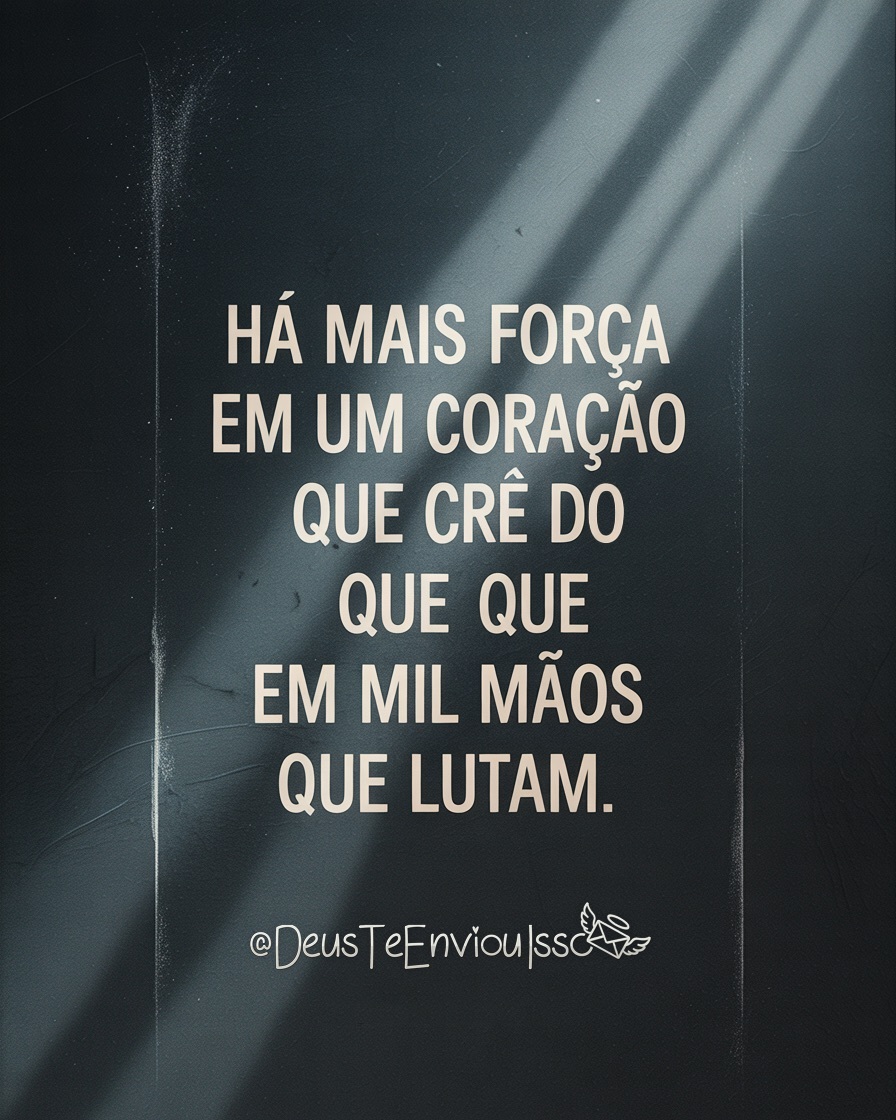 HÁ MAIS FORÇA
EM UM CORAÇÃO
QUE CRÊ DO
QUE QUE
EM MIL MÃOS
QUE LUTAM.
@DeusTeEnviouIsso